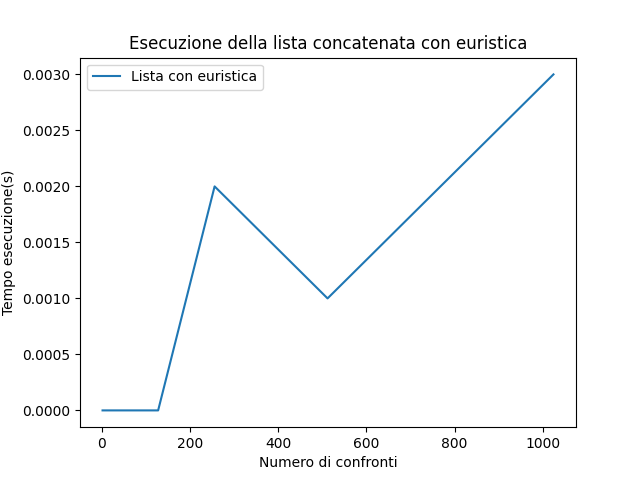 Esecuzione della lista concatenata con euristica
Lista con euristica
0.0030
0.0025
0.0020
0.0015
0.0010
0.0005
0.0000
Tempo esecuzione(s)
0 200 400 600 800 1000
Numero di confronti